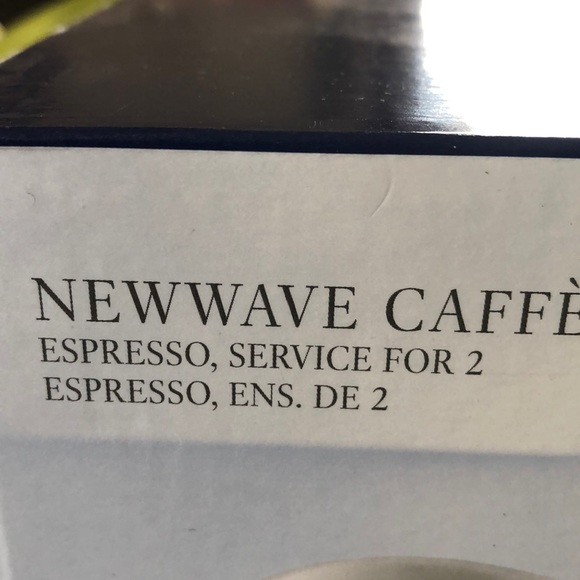 NEWWAVE CAFFÈ
ESPRESSO, SERVICE FOR 2
ESPRESSO, ENS. DE 2